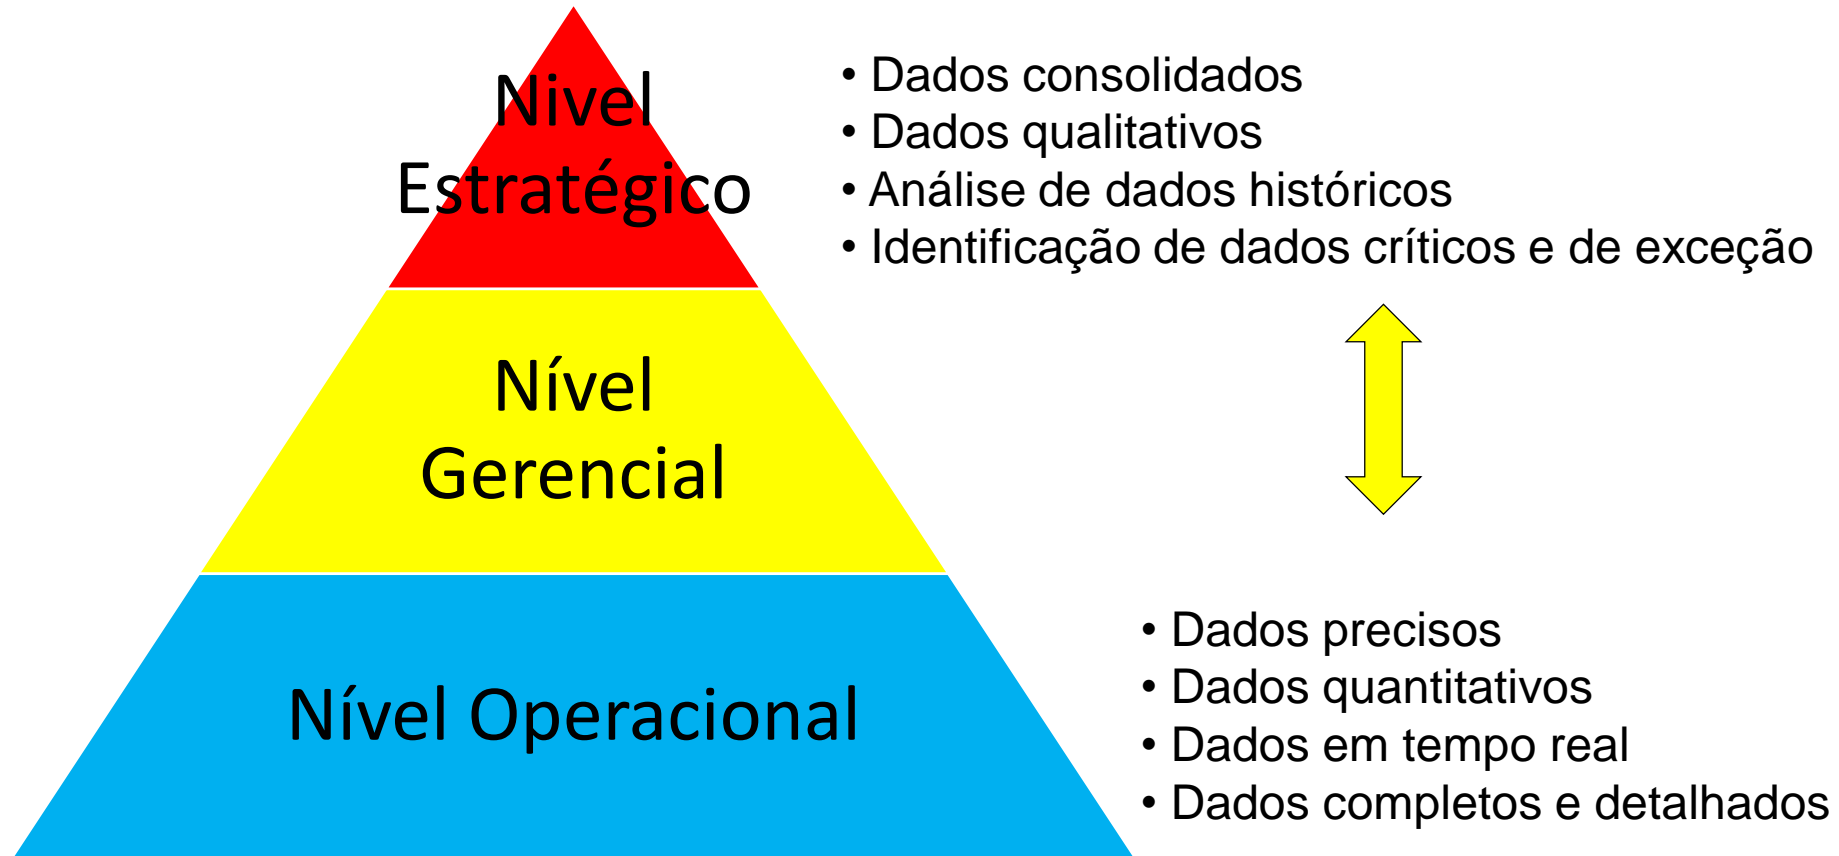 Nivel
Estratégico
• Dados consolidados
• Dados qualitativos
• Análise de dados históricos
• Identificação de dados críticos e de exceção
Nível
Gerencial
Nível Operacional
• Dados precisos
• Dados quantitativos
• Dados em tempo real
• Dados completos e detalhados